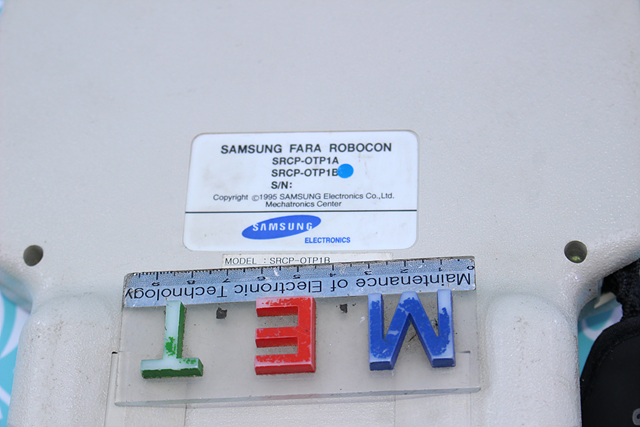 SAMSUNG FARA ROBOCON
SRCP-OTP1A
SRCP-OTP1B
S/N:
Copyright ©1995 SAMSUNG Electronics Co.,Ltd.
Mechatronics Center
SAMSUNG
ELECTRONICS
MODEL : SRCP-OTP1B
MET
Maintenance of Electronic Technology